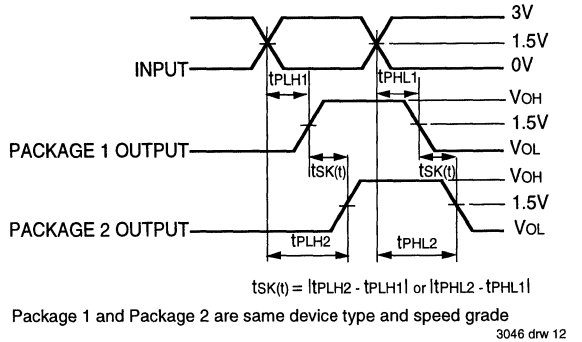 3V
1.5V
INPUT
0V
tPLH1
tPHL1
VOH
1.5V
PACKAGE 1 OUTPUT
VOL
tSK(t)
tSK(t)
VOH
1.5V
PACKAGE 2 OUTPUT
VOL
tPLH2
tPHL2
tSK(t) = |tPLH2 - tPLH1| or |tPHL2 - tPHL1|
Package 1 and Package 2 are same device type and speed grade
3046 drw 12